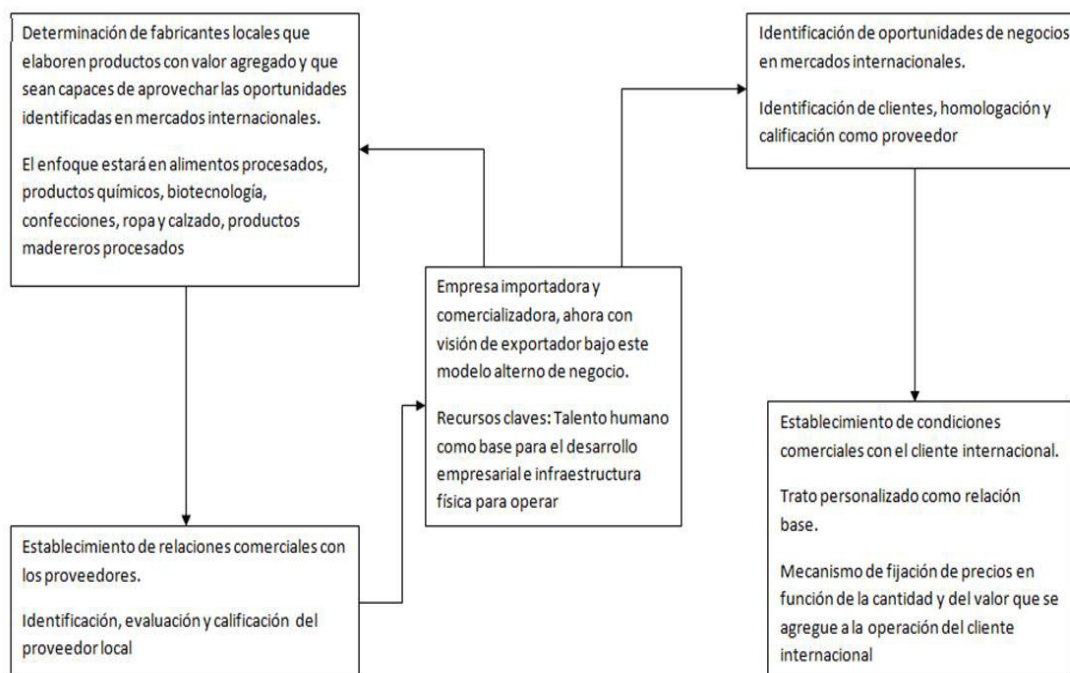 Determinación de fabricantes locales que
elaboren productos con valor agregado y que
sean capaces de aprovechar las oportunidades
identificadas en mercados internacionales.
El enfoque estará en alimentos procesados,
productos químicos, biotecnología,
confecciones, ropa y calzado, productos
madereros procesados
Identificación de oportunidades de negocios
en mercados internacionales.
Identificación de clientes, homologación y
calificación como proveedor
Empresa importadora y
comercializadora, ahora con
visión de exportador bajo este
modelo alterno de negocio.
Recursos claves: Talento humano
como base para el desarrollo
empresarial e infraestructura
física para operar
Establecimiento de relaciones comerciales con
los proveedores.
Identificación, evaluación y calificación del
proveedor local
Establecimiento de condiciones
comerciales con el cliente internacional.
Trato personalizado como relación
base.
Mecanismo de fijación de precios en
función de la cantidad y del valor que se
agregue a la operación del cliente
internacional